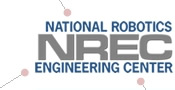 NATIONAL ROBOTICS
NREC
ENGINEERING CENTER